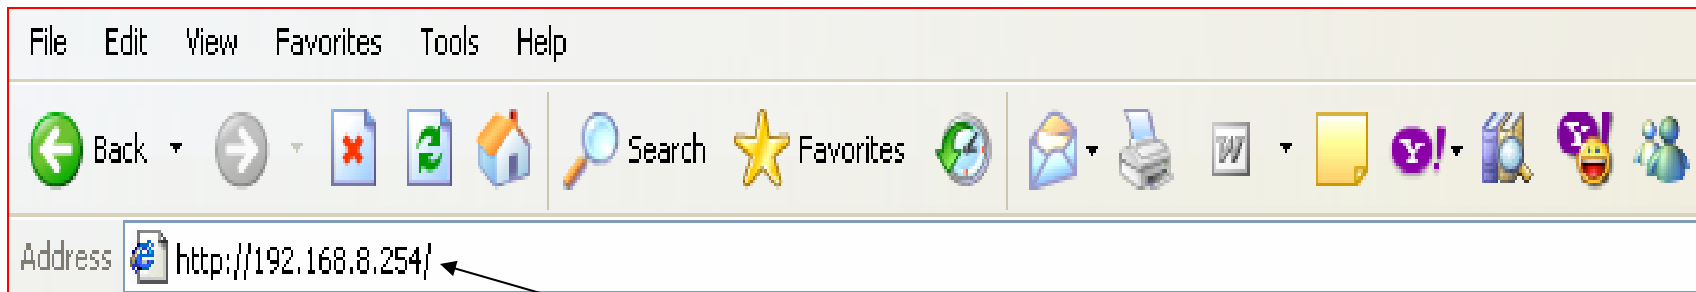 File Edit View Favorites Tools Help
Back Search Favorites W Y! Y!
Address http://192.168.8.254/